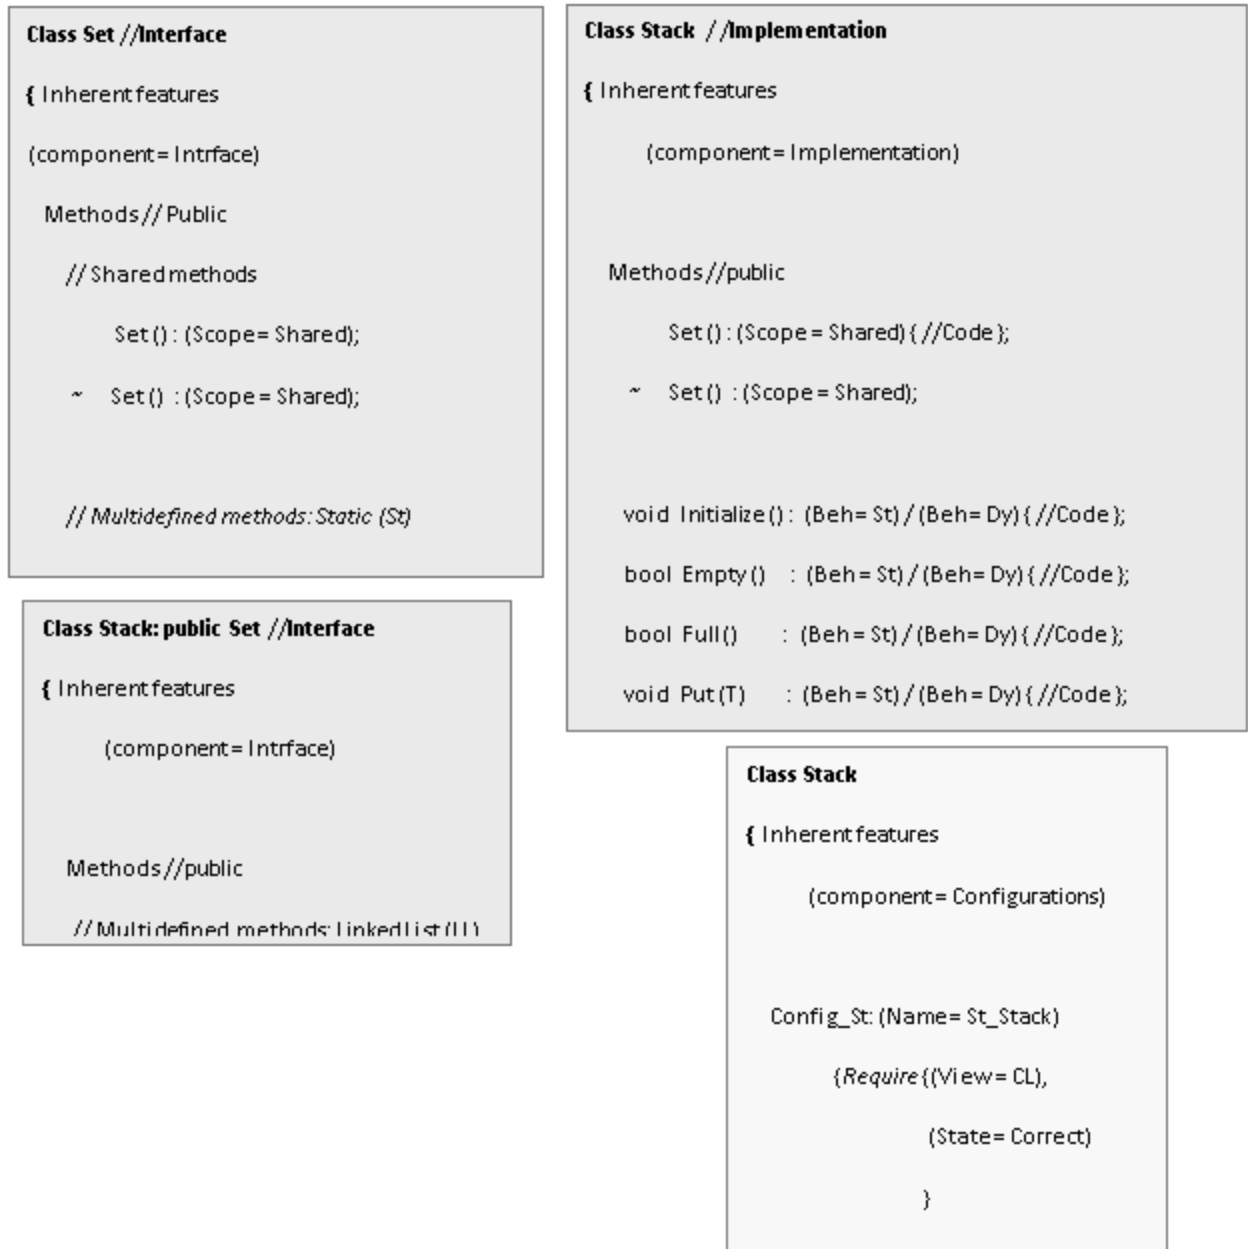 Class Set //Interface
{ Inherent features
(component= Intrface)
Methods // Public
// Shared methods
Set () : (Scope= Shared);
~ Set () : (Scope = Shared);
// Multidefined methods: Static (St)
Class Stack: public Set //Interface
{ Inherent features
(component= Intrface)
Methods //public
// Multidefined methods: LinkedList (LL)
Class Stack //Implementation
{ Inherent features
(component= Implementation)
Methods //public
Set () : (Scope = Shared) { //Code };
~ Set () : (Scope = Shared);
void Initialize () : (Beh= St) / (Beh= Dy) { //Code };
bool Empty () : (Beh= St) / (Beh= Dy) { //Code };
bool Full() : (Beh= St) / (Beh= Dy) { //Code };
void Put (T) : (Beh= St) / (Beh= Dy) { //Code };
Class Stack
{ Inherent features
(component= Configurations)
Config_St: (Name= St_Stack)
{Require {(View= CL),
(State= Correct)
}